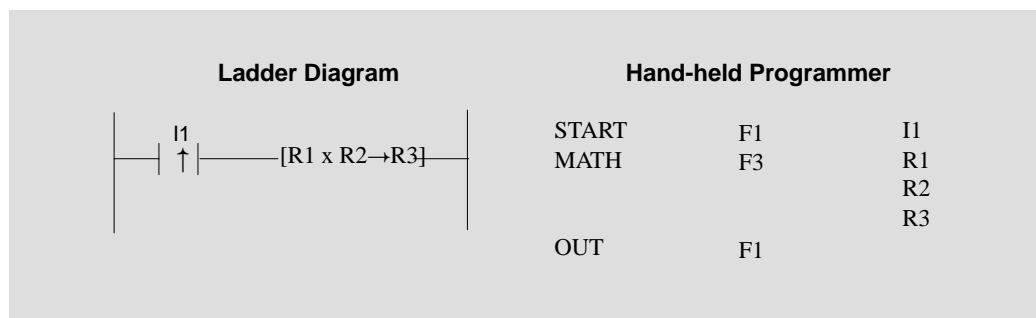 Ladder Diagram
Hand-held Programmer
I1
↑
[R1 x R2→R3]
START F1 I1
MATH F3 R1
R2
R3
OUT F1